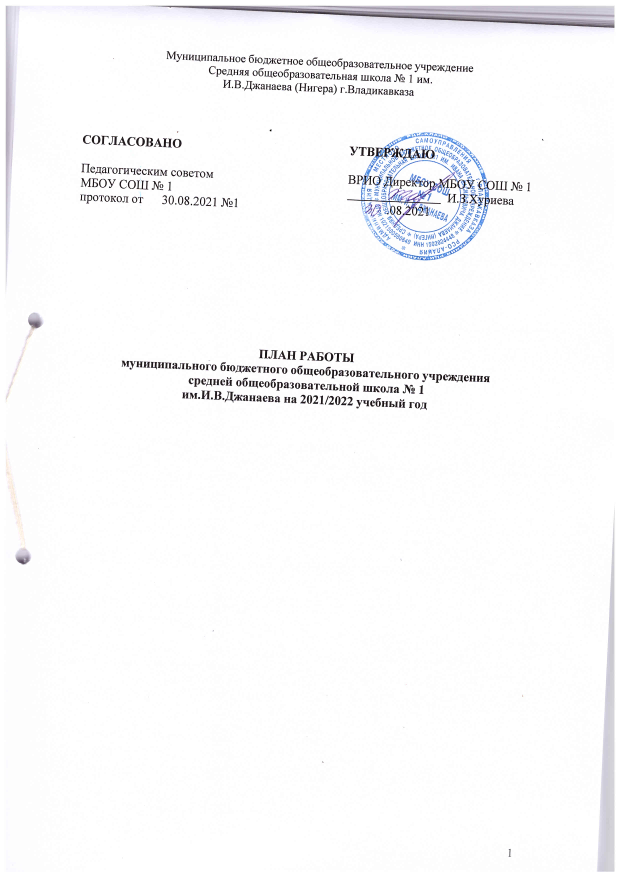 Муниципальное бюджетное общеобразовательное учреждение
Средняя общеобразовательная школа № 1 им.
И.В.Джанаева (Нигера) г.Владикавказа
СОГЛАСОВАНО
Педагогическим советом
МБОУ СОШ № 1
протокол от 30.08.2021 №1
УТВЕРЖДАЮ
ВРИО Директор МБОУ СОШ № 1
И.З.Хуриева
.08.2021
ПЛАН РАБОТЫ
муниципального бюджетного общеобразовательного учреждения
средней общеобразовательной школа № 1
им.И.В.Джанаева на 2021/2022 учебный год
1